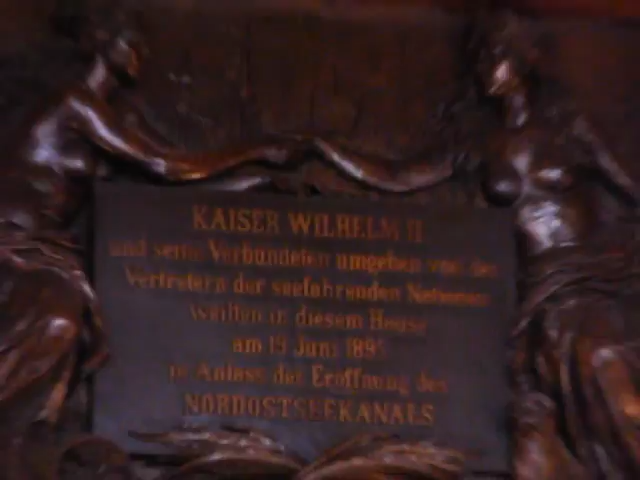 KAISER WILHELM II
und seine Verbündeten umgeben von den
Vertretern der seefahrenden Nationen
weilten in diesem Hause
am 19 Juni 1895
in Anlass der Eröffnung des
NORDOSTSEEKANALS